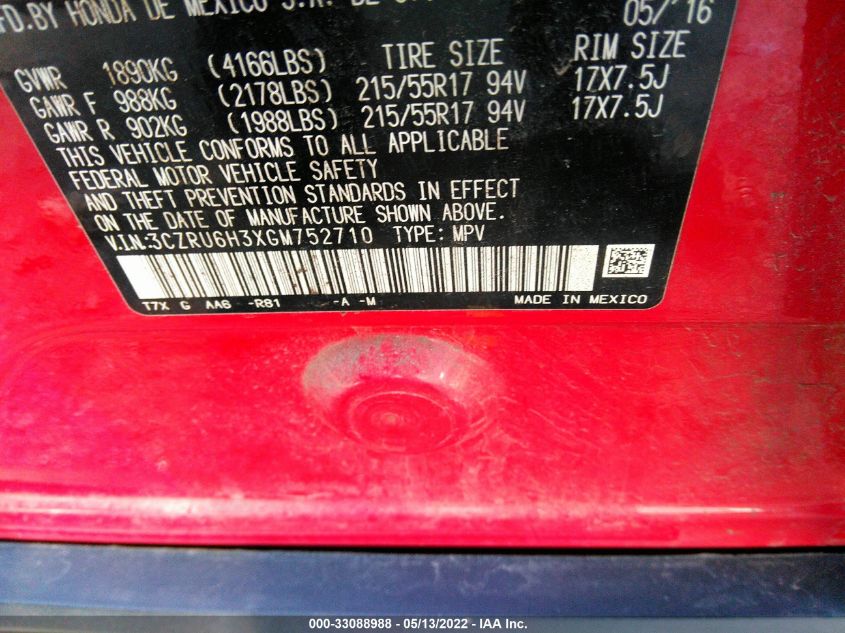 MFD.BY HONDA DE MEXICO S.A. DE
05/'16
GVWR 1890KG (4166LBS) TIRE SIZE RIM SIZE
GAWR F 988KG (2178LBS) 215/55R17 94V 17X7.5J
GAWR R 902KG (1988LBS) 215/55R17 94V 17X7.5J
THIS VEHICLE CONFORMS TO ALL APPLICABLE
FEDERAL MOTOR VEHICLE SAFETY
AND THEFT PREVENTION STANDARDS IN EFFECT
ON THE DATE OF MANUFACTURE SHOWN ABOVE.
V.I.N.3CZRU6H3XGM752710 TYPE: MPV
T7X G AA6 -R81 -A -M MADE IN MEXICO
000-33088988 - 05/13/2022 - IAA Inc.